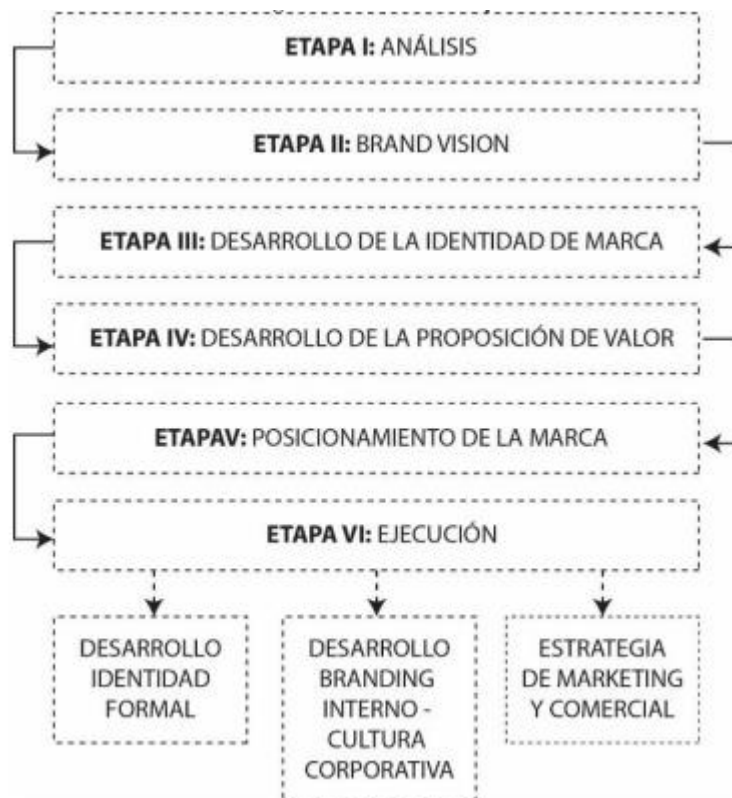 ETAPA I: ANÁLISIS
ETAPA II: BRAND VISION
ETAPA III: DESARROLLO DE LA IDENTIDAD DE MARCA
ETAPA IV: DESARROLLO DE LA PROPOSICIÓN DE VALOR
ETAPAV: POSICIONAMIENTO DE LA MARCA
ETAPA VI: EJECUCIÓN
DESARROLLO
IDENTIDAD
FORMAL
DESARROLLO
BRANDING
INTERNO -
CULTURA
CORPORATIVA
ESTRATEGIA
DE MARKETING
Y COMERCIAL